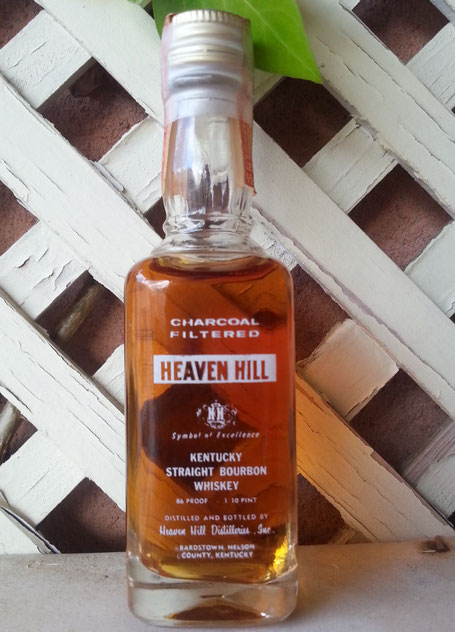 CHARCOAL
FILTERED
HEAVEN HILL
Symbol of Excellence
KENTUCKY
STRAIGHT BOURBON
WHISKEY
86 PROOF 1 10 PINT
DISTILLED AND BOTTLED BY
Heaven Hill Distilleries, Inc.
BARDSTOWN, NELSON
COUNTY, KENTUCKY